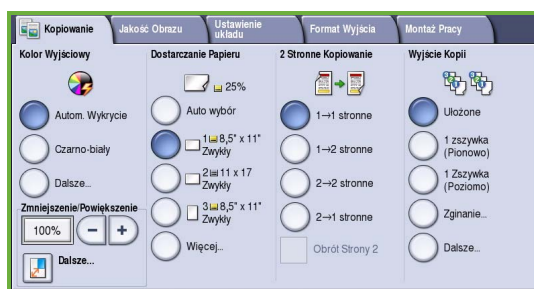 Kopiowanie
Jakość Obrazu
Ustawienie
układu
Format Wyjścia
Montaż Pracy
Kolor Wyjściowy
Autom. Wykrycie
Czarno-biały
Dalsze...
Zmniejszenie/Powiększenie
100%
Dalsze...
Dostarczanie Papieru
25%
Auto wybór
1 8,5" x 11"
Zwykły
2 11 x 17
Zwykły
3 8,5" x 11"
Zwykły
Więcej...
2 Stronne Kopiowanie
1→1 stronne
1→2 stronne
2→2 stronne
2→1 stronne
Obrót Strony 2
Wyjście Kopii
Ułożone
1 zszywka
(Pionowo)
1 Zszywka
(Poziomo)
Zginanie...
Dalsze...